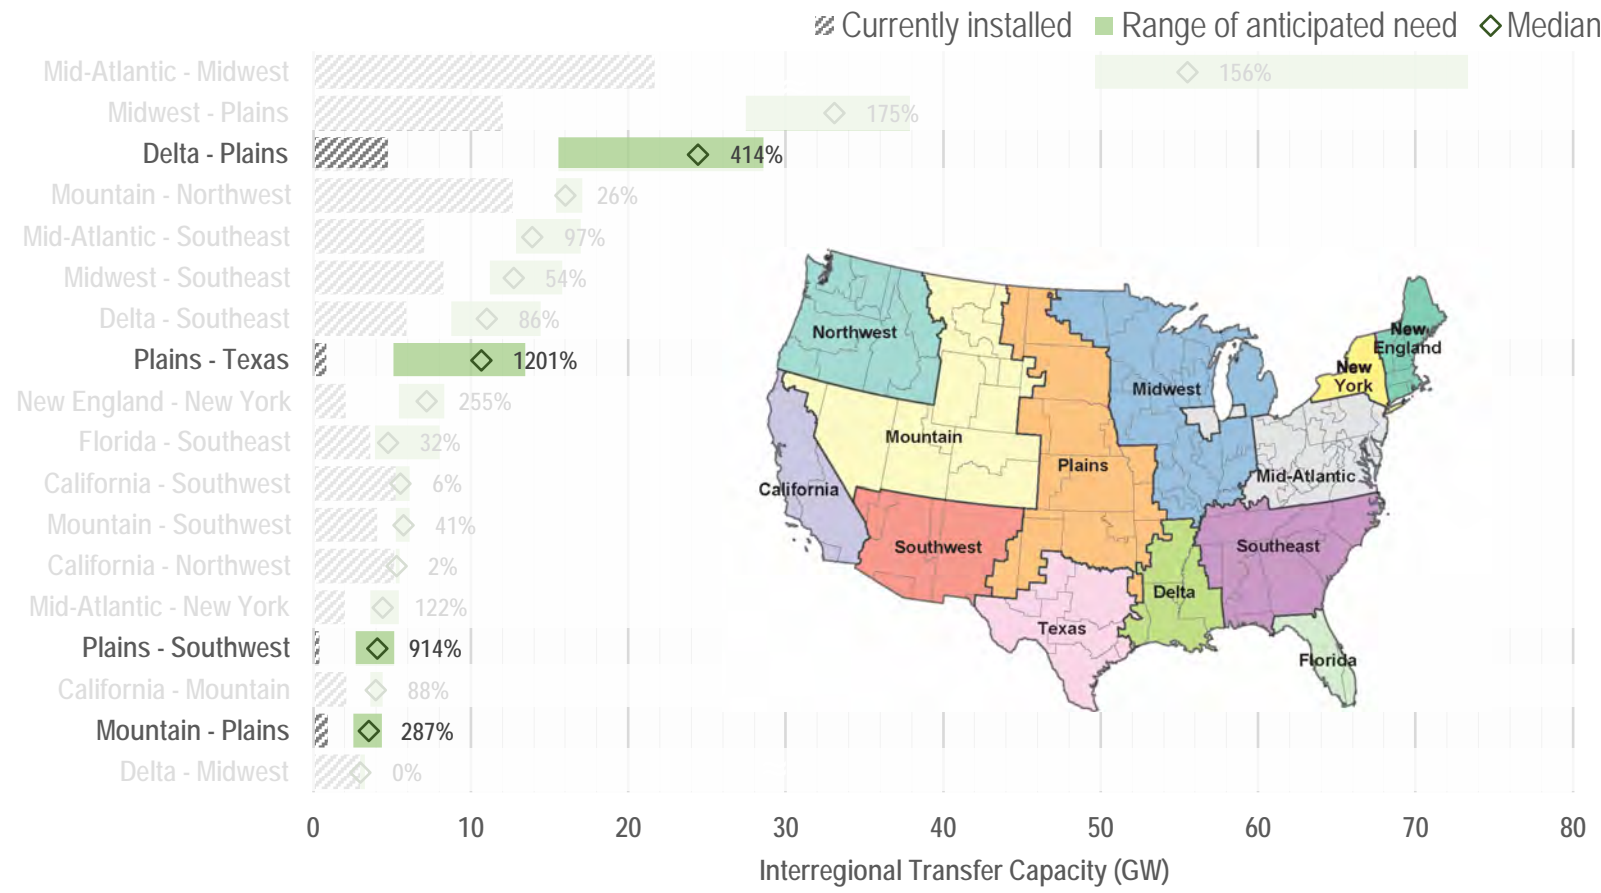 Currently installed Range of anticipated need Median
Mid-Atlantic - Midwest 156%
Midwest - Plains 175%
Delta - Plains 414%
Mountain - Northwest 26%
Mid-Atlantic - Southeast 97%
Midwest - Southeast 54%
Delta - Southeast 86%
Plains - Texas 1201%
New England - New York 255%
Florida - Southeast 32%
California - Southwest 6%
Mountain - Southwest 41%
California - Northwest 2%
Mid-Atlantic - New York 122%
Plains - Southwest 914%
California - Mountain 88%
Mountain - Plains 287%
Delta - Midwest 0%
Northwest
New
England
New
York
Midwest
Mountain
Plains
Mid-Atlantic
California
Southwest
Southeast
Delta
Texas
Florida
0 10 20 30 40 50 60 70 80
Interregional Transfer Capacity (GW)